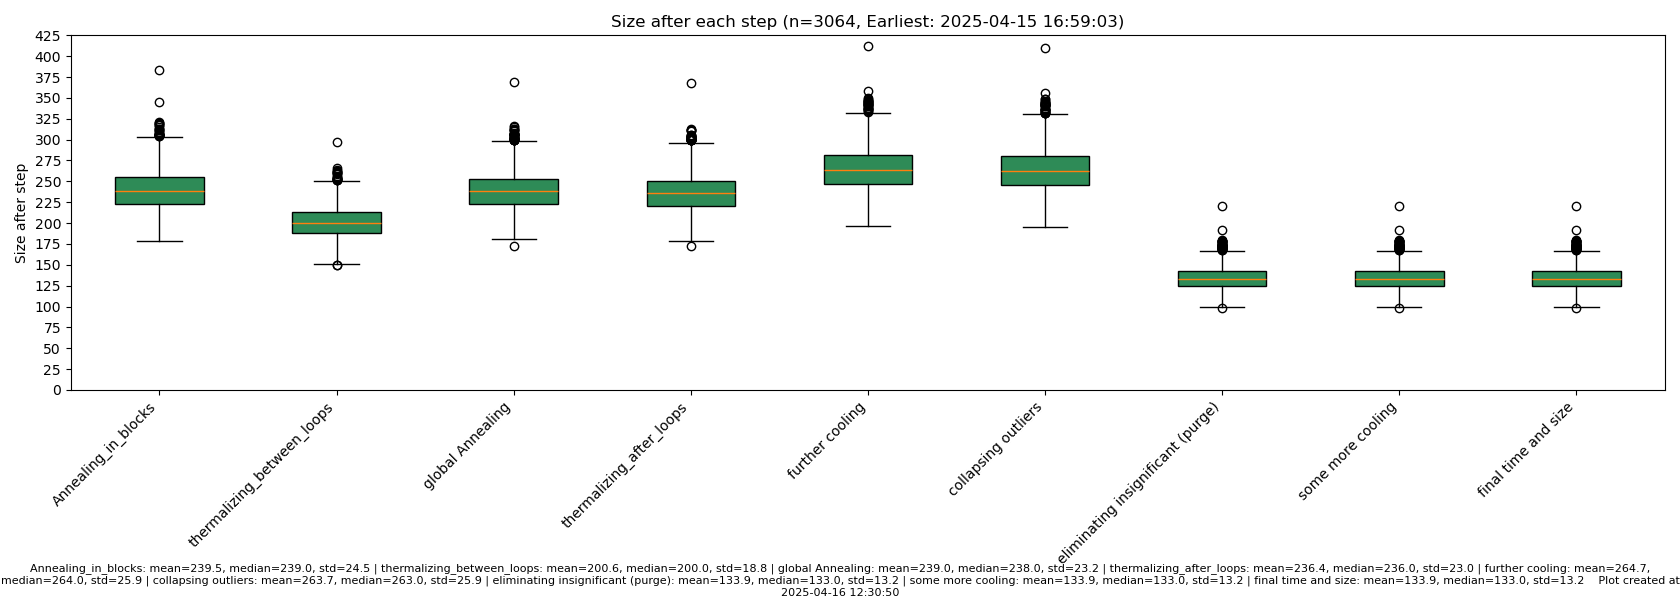 Size after each step (n=3064, Earliest: 2025-04-15 16:59:03)
Size after step
425
400
375
350
325
300
275
250
225
200
175
150
125
100
75
50
25
0
Annealing_in_blocks
thermalizing_between_loops
global Annealing
thermalizing_after_loops
further cooling
collapsing outliers
eliminating insignificant (purge)
some more cooling
final time and size
Annealing_in_blocks: mean=239.5, median=239.0, std=24.5 | thermalizing_between_loops: mean=200.6, median=200.0, std=18.8 | global Annealing: mean=239.0, median=238.0, std=23.2 | thermalizing_after_loops: mean=236.4, median=236.0, std=23.0 | further cooling: mean=264.7,
median=264.0, std=25.9 | collapsing outliers: mean=263.7, median=263.0, std=25.9 | eliminating insignificant (purge): mean=133.9, median=133.0, std=13.2 | some more cooling: mean=133.9, median=133.0, std=13.2 | final time and size: mean=133.9, median=133.0, std=13.2 Plot created at
2025-04-16 12:30:50